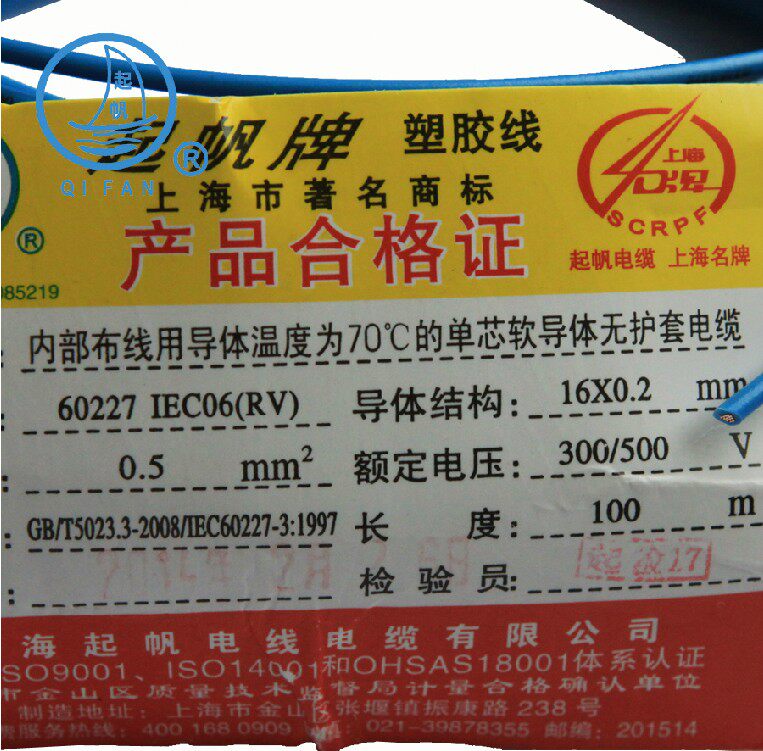 起帆
QI FAN ®
起帆牌 塑胶线
上海市著名商标
产品合格证
上海
SCRPF
起帆电缆 上海名牌
®
085219
: 内部布线用导体温度为70℃的单芯软导体无护套电缆
: 60227 IEC06(RV) 导体结构: 16X0.2 mm
: 0.5 mm² 额定电压: 300/500 V
: GB/T5023.3-2008/IEC60227-3:1997 长 度: 100 m
: 检验员: 起检17
海起帆电线电缆有限公司
SO9001、ISO14001和OHSAS18001体系认证
市金山区质量技术监督局计量合格确认单位
制造地址: 上海市金山区张堰镇振康路238号
服务热线: 400 168 0909 021-39878355 邮编: 201514